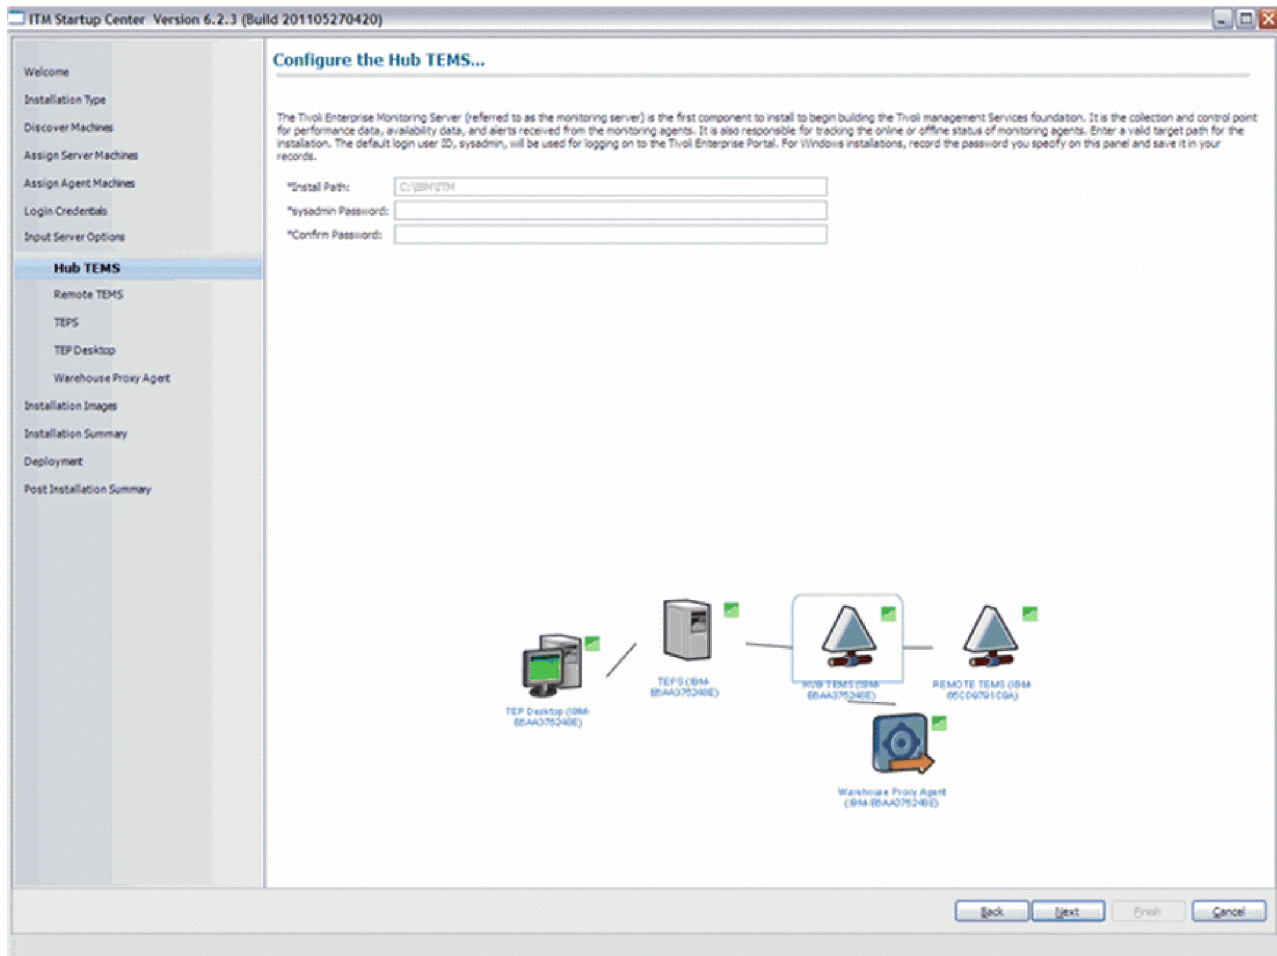 ITM Startup Center Version 6.2.3 (Build 201105270420)
Welcome
Installation Type
Discover Machines
Assign Server Machines
Assign Agent Machines
Login Credentials
Input Server Options
Hub TEMS
Remote TEMS
TEPS
TEP Desktop
Warehouse Proxy Agent
Installation Images
Installation Summary
Deployment
Post Installation Summary
Configure the Hub TEMS...
The Tivoli Enterprise Monitoring Server (referred to as the monitoring server) is the first component to install to begin building the Tivoli management Services foundation. It is the collection and control point
for performance data, availability data, and alerts received from the monitoring agents. It is also responsible for tracking the online or offline status of monitoring agents. Enter a valid target path for the
installation. The default login user ID, sysadmin, will be used for logging on to the Tivoli Enterprise Portal. For Windows installations, record the password you specify on this panel and save it in your
records.
*Install Path: C:\IBM\ITM
*sysadmin Password:
*Confirm Password:
TEP Desktop (IBM-
TEPS (IBM-
HUB TEMS (IBM-
REMOTE TEMS (IBM-
Warehouse Proxy Agent
Back Next Finish Cancel